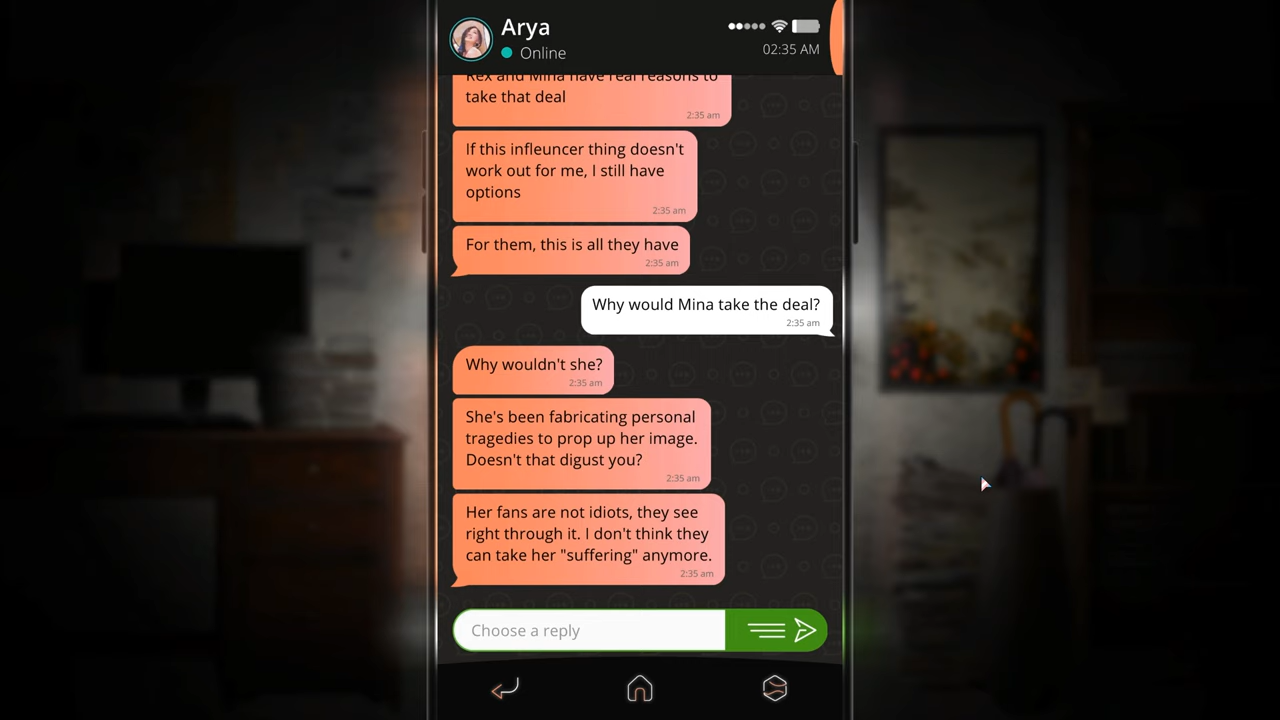 Arya
Online
02:35 AM
Rex and Mina have real reasons to
take that deal
2:35 am
If this infleuncer thing doesn't
work out for me, I still have
options
2:35 am
For them, this is all they have
2:35 am
Why would Mina take the deal?
2:35 am
Why wouldn't she?
2:35 am
She's been fabricating personal
tragedies to prop up her image.
Doesn't that digust you?
2:35 am
Her fans are not idiots, they see
right through it. I don't think they
can take her "suffering" anymore.
2:35 am
Choose a reply